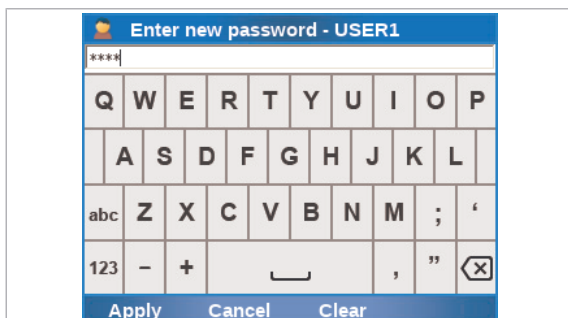 Enter new password - USER1
****
Q W E R T Y U I O P
A S D F G H J K L
abc Z X C V B N M ; ‘
123 - + , ”
Apply Cancel Clear